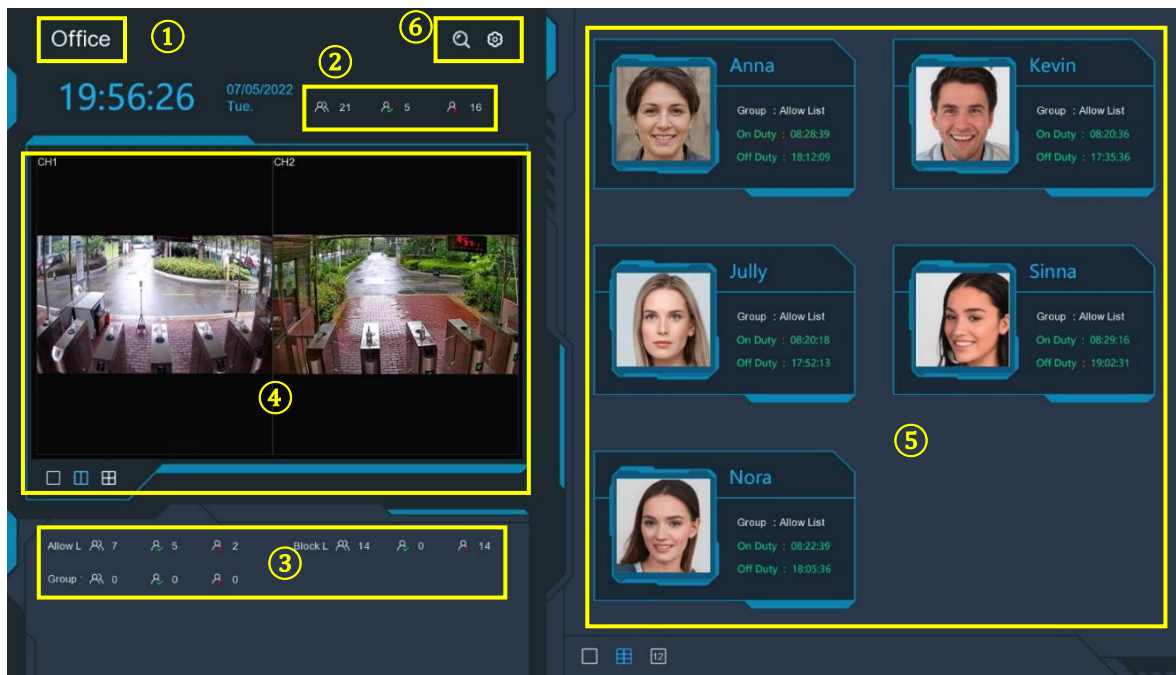 Office
①
⑥
②
19:56:26
07/05/2022
Tue.
21 5 16
CH1
CH2
④
Allow L 7 5 2 Block L 14 0 14
Group 0 0 0
③
Anna
Group : Allow List
On Duty : 08:28:39
Off Duty : 18:12:09
Kevin
Group : Allow List
On Duty : 08:20:36
Off Duty : 17:35:36
Jully
Group : Allow List
On Duty : 08:20:18
Off Duty : 17:52:13
Sinna
Group : Allow List
On Duty : 08:29:16
Off Duty : 19:02:31
Nora
Group : Allow List
On Duty : 08:22:39
Off Duty : 18:05:36
⑤
12